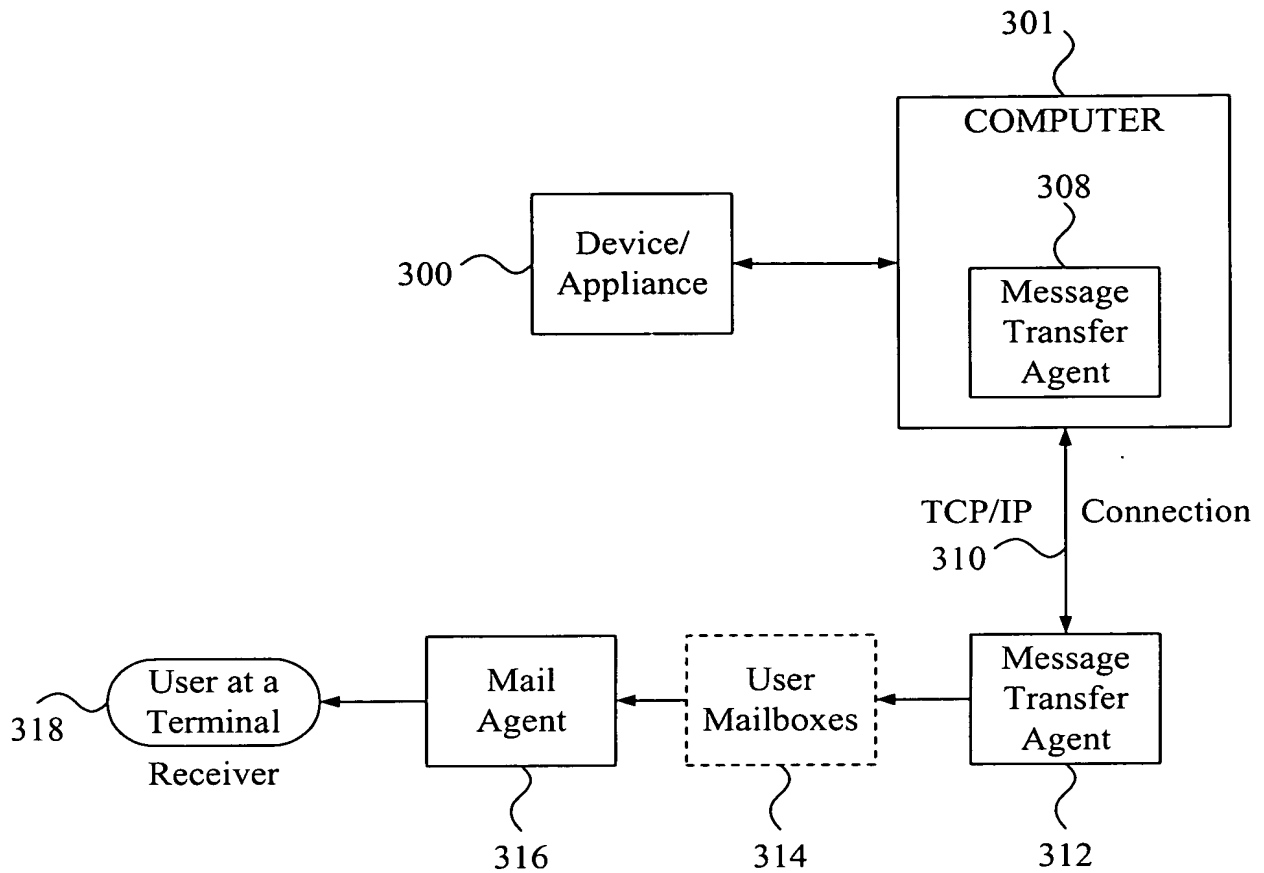 301
COMPUTER
308
Message
Transfer
Agent
300
Device/
Appliance
TCP/IP Connection
310
318
User at a
Terminal
Receiver
Mail
Agent
316
User
Mailboxes
314
Message
Transfer
Agent
312